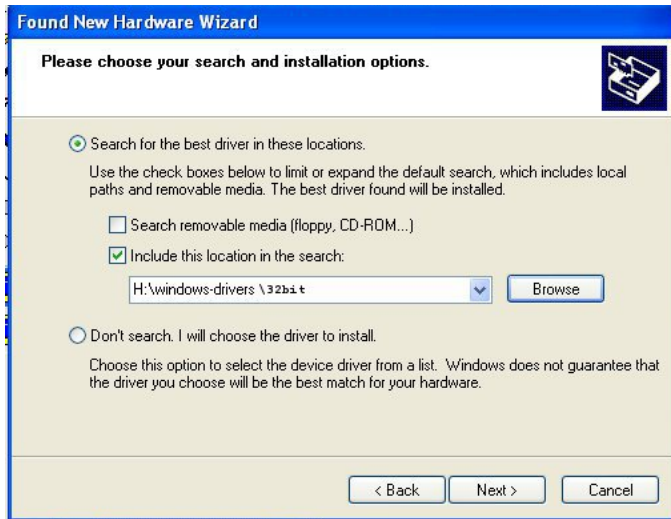 Found New Hardware Wizard
Please choose your search and installation options.
Search for the best driver in these locations.
Use the check boxes below to limit or expand the default search, which includes local
paths and removable media. The best driver found will be installed.
Search removable media (floppy, CD-ROM...)
Include this location in the search:
H:\windows-drivers \32bit
Browse
Don't search. I will choose the driver to install.
Choose this option to select the device driver from a list. Windows does not guarantee that
the driver you choose will be the best match for your hardware.
< Back Next > Cancel